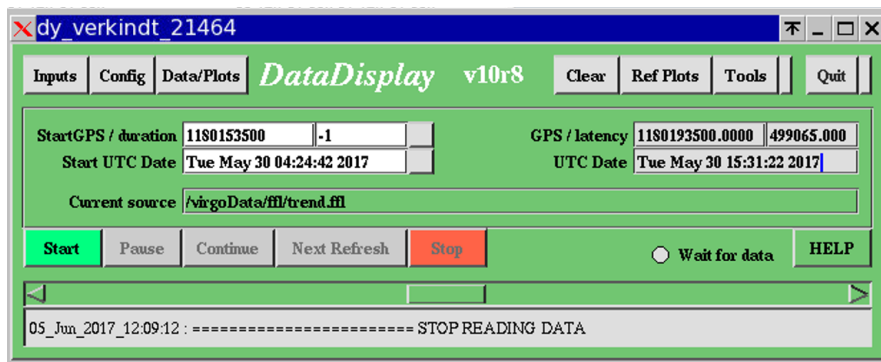 dy_verkindt_21464
Inputs Config Data/Plots DataDisplay v10r8 Clear Ref Plots Tools Quit
StartGPS / duration 1180153500 -1 GPS / latency 1180193500.0000 499065.000
Start UTC Date Tue May 30 04:24:42 2017 UTC Date Tue May 30 15:31:22 2017
Current source /virgoData/ffl/trend.ffl
Start Pause Continue Next Refresh Stop Wait for data HELP
05_Jun_2017_12:09:12 : ======================== STOP READING DATA